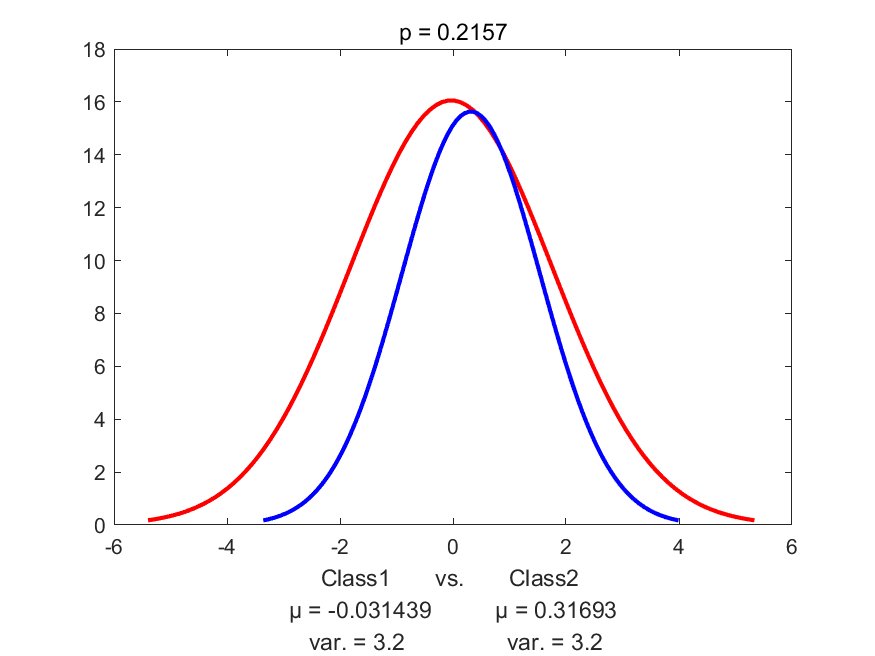 p = 0.2157
18
16
14
12
10
8
6
4
2
0
-6 -4 -2 0 2 4 6
Class1 vs. Class2
μ = -0.031439 μ = 0.31693
var. = 3.2 var. = 3.2